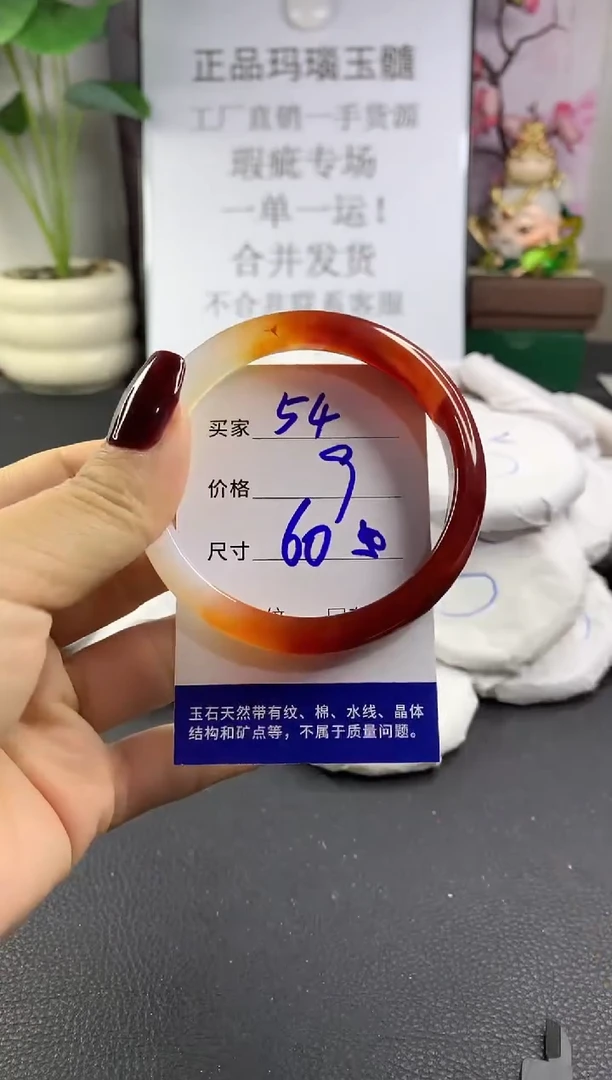 正品玛瑙玉髓
工厂直销一手货源
瑕疵专场
一单一运！
合并发货
不合并联系客服
买家 54
价格 9
尺寸 60
玉石天然带有纹、棉、水线、晶体
结构和矿点等，不属于质量问题。